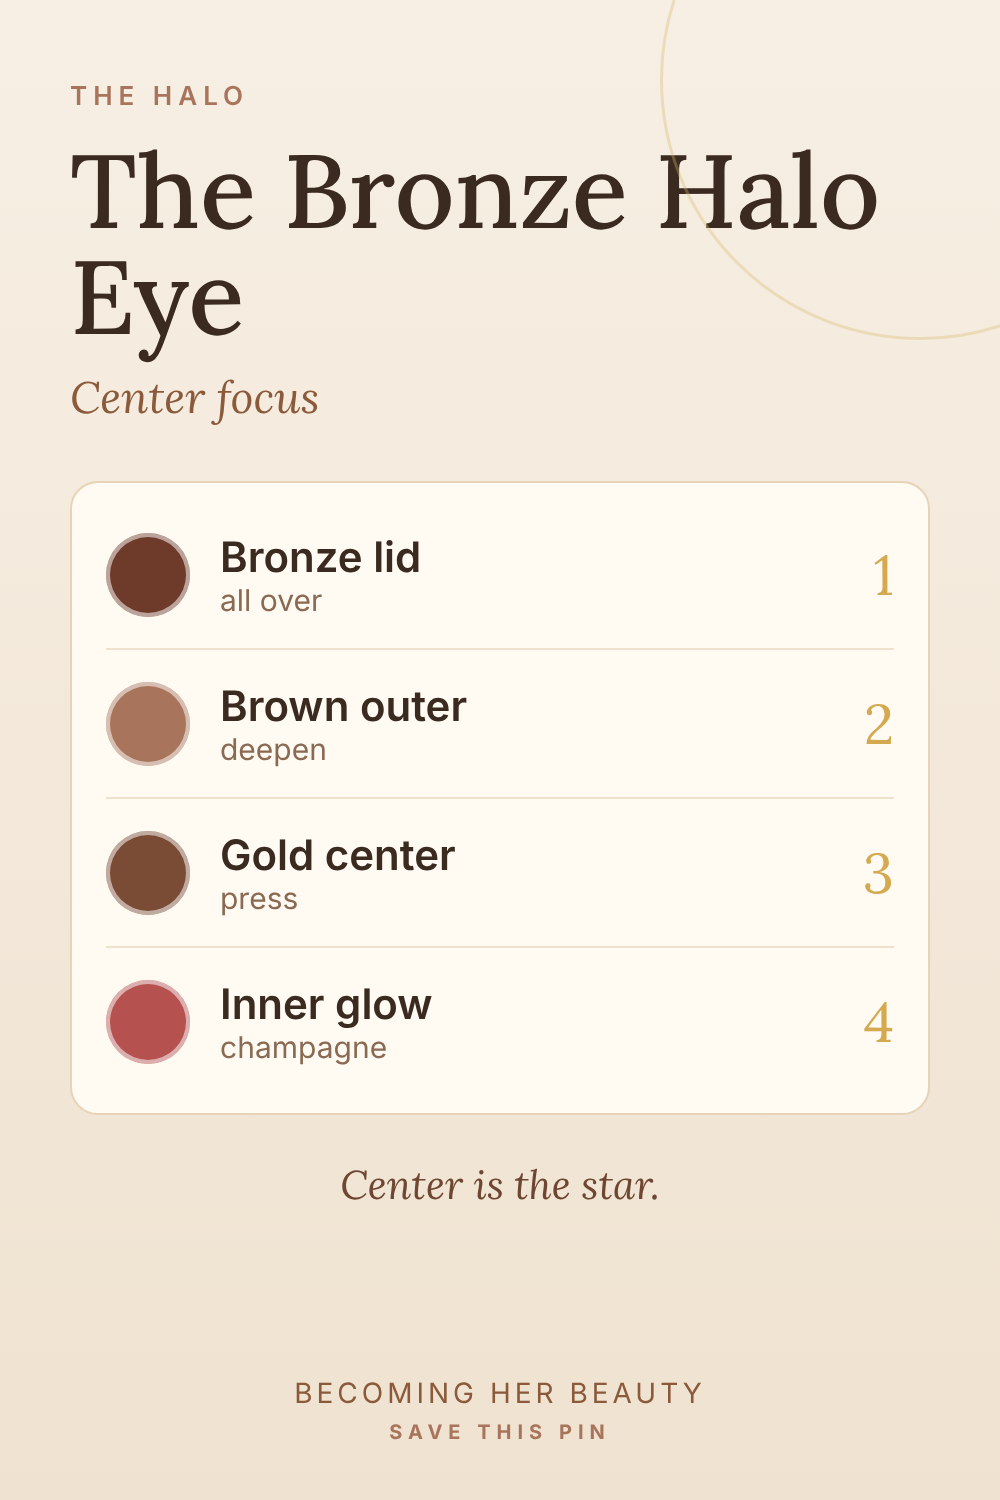 THE HALO
The Bronze Halo
Eye
Center focus
Bronze lid
all over
1
Brown outer
deepen
2
Gold center
press
3
Inner glow
champagne
4
Center is the star.
BECOMING HER BEAUTY
SAVE THIS PIN